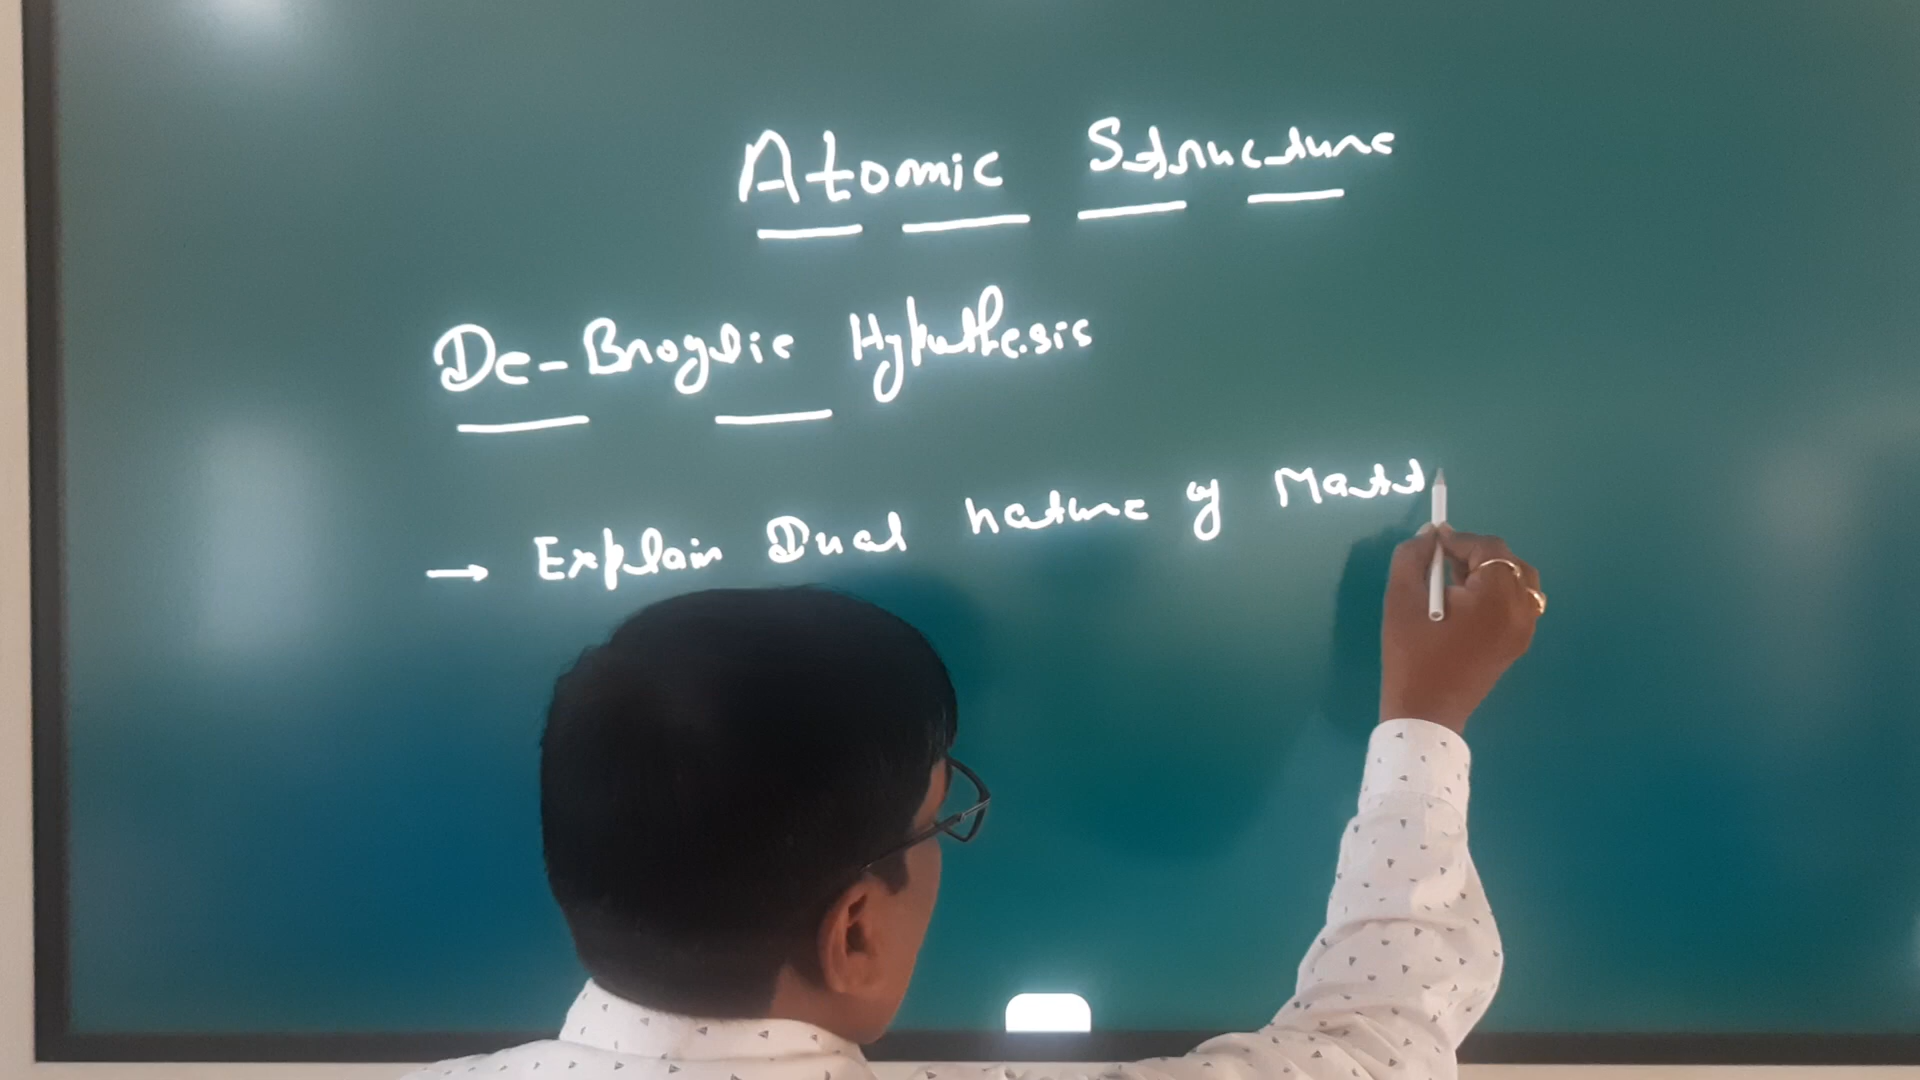 Atomic Structure
De-Broglie Hypothesis
→ Explain Dual nature of Matt